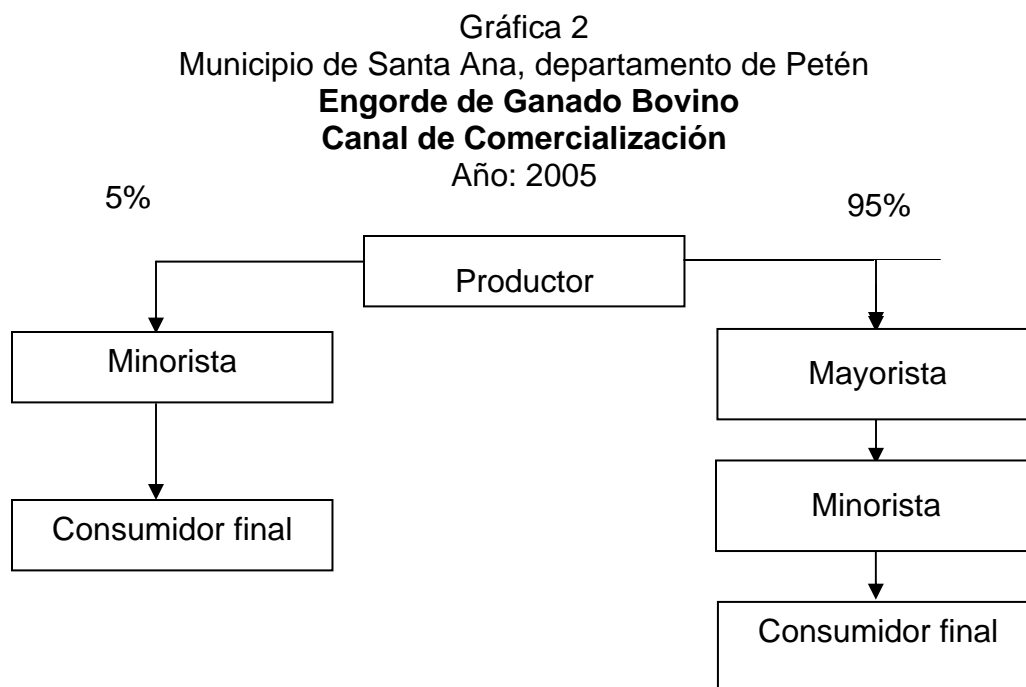 Gráfica 2
Municipio de Santa Ana, departamento de Petén
Engorde de Ganado Bovino
Canal de Comercialización
Año: 2005
5%
95%
Productor
Minorista
Consumidor final
Mayorista
Minorista
Consumidor final